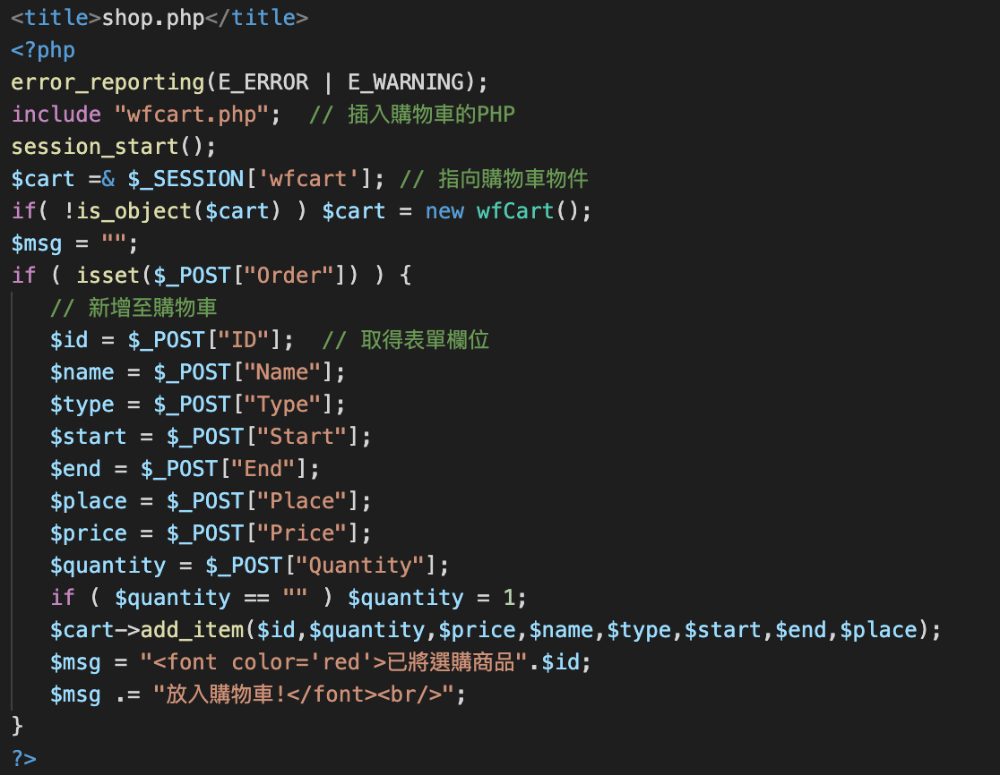 <title>shop.php</title>
<?php
error_reporting(E_ERROR | E_WARNING);
include "wfcart.php";  // 插入購物車的PHP
session_start();
$cart =& $_SESSION['wfcart']; // 指向購物車物件
if( !is_object($cart) ) $cart = new wfCart();
$msg = "";
if ( isset($_POST["Order"]) ) {
   // 新增至購物車
   $id = $_POST["ID"];  // 取得表單欄位
   $name = $_POST["Name"];
   $type = $_POST["Type"];
   $start = $_POST["Start"];
   $end = $_POST["End"];
   $place = $_POST["Place"];
   $price = $_POST["Price"];
   $quantity = $_POST["Quantity"];
   if ( $quantity == "" ) $quantity = 1;
   $cart->add_item($id,$quantity,$price,$name,$type,$start,$end,$place);
   $msg = "<font color='red'>已將選購商品".$id;
   $msg .= "放入購物車!</font><br/>";
}
?>